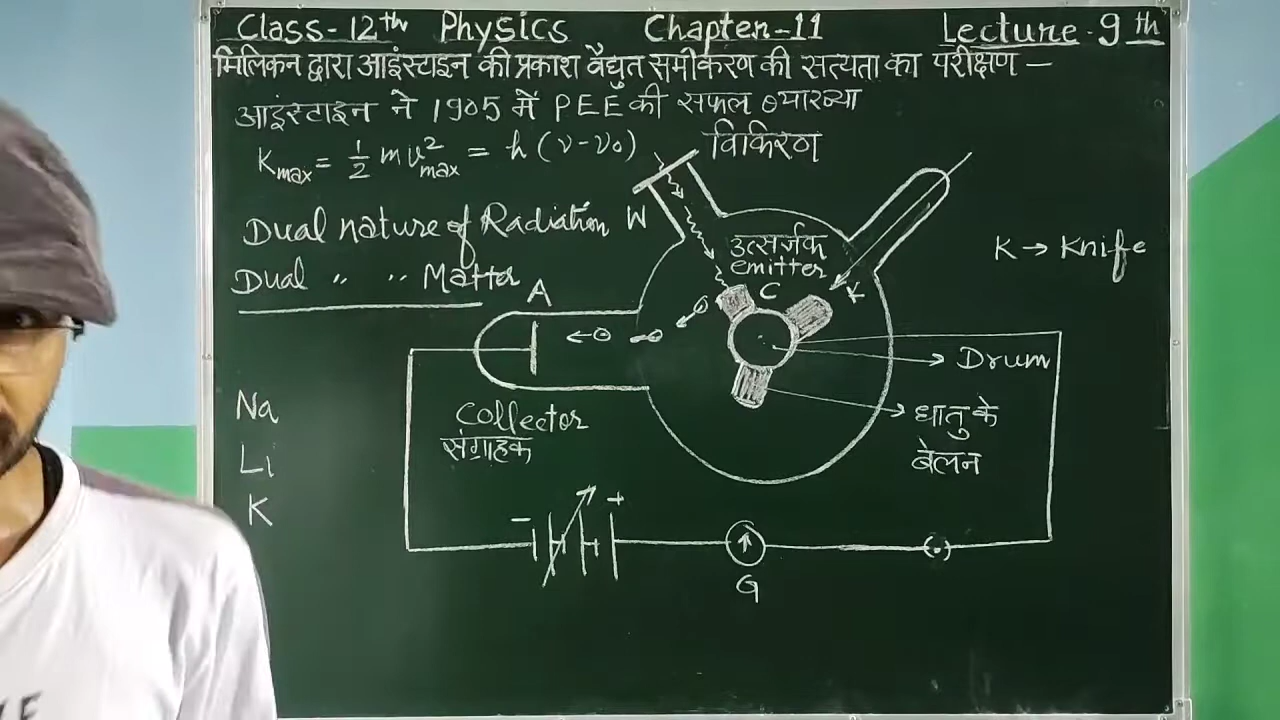 Class-12th Physics Chapter-11 Lecture-9th
मिलिकन द्वारा आइंस्टाइन की प्रकाश वैद्युत समीकरण की सत्यता का परीक्षण –
आइंस्टाइन ने 1905 में PEE की सफल व्याख्या
Kmax = 1/2 mv²max = h (ν-ν₀)
विकिरण
Dual nature of Radiation
W
उत्सर्जक
emitter
K → Knife
Dual " " Matter
A
C
K
Drum
Na
Collector
धातु के
संग्राहक
बेलन
Li
K
- +
G